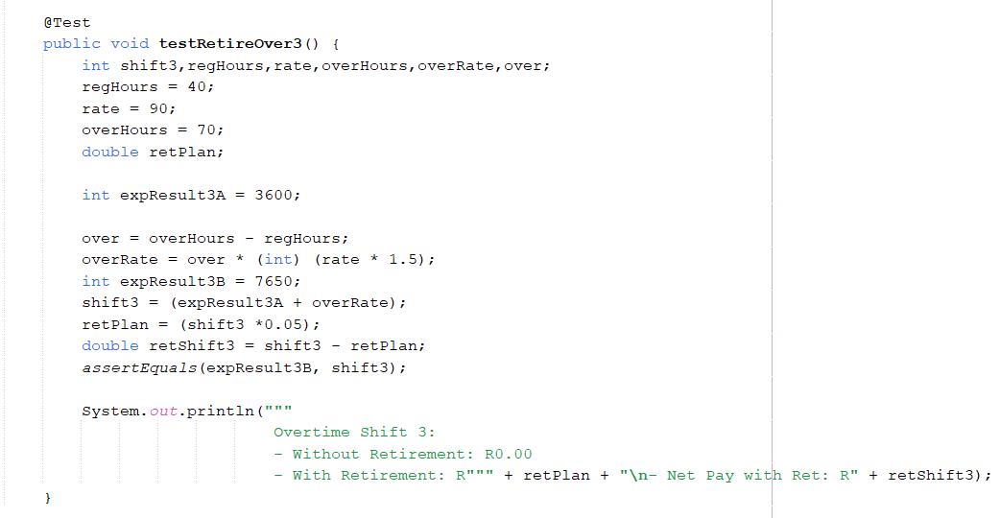 @Test
public void testRetireOver3() {
int shift3,regHours,rate,overHours,overRate,over;
regHours = 40;
rate = 90;
overHours = 70;
double retPlan;
int expResult3A = 3600;
over = overHours - regHours;
overRate = over * (int) (rate * 1.5);
int expResult3B = 7650;
shift3 = (expResult3A + overRate);
retPlan = (shift3 *0.05);
double retShift3 = shift3 - retPlan;
assertEquals(expResult3B, shift3);
System.out.println("""
Overtime Shift 3:
- Without Retirement: R0.00
- With Retirement: R""" + retPlan + "\n- Net Pay with Ret: R" + retShift3);
}